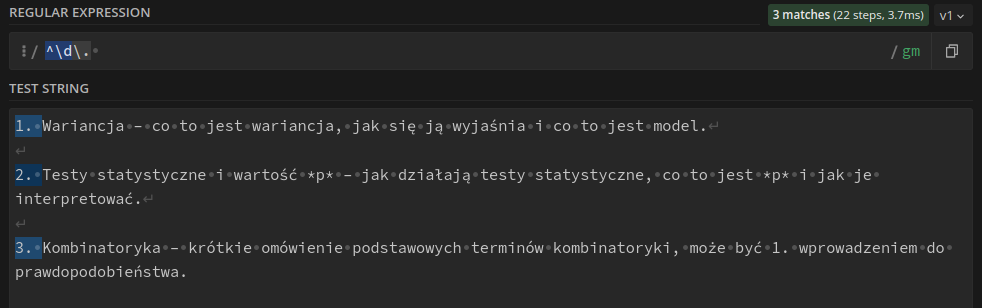 REGULAR EXPRESSION
3 matches (22 steps, 3.7ms)
v1
/ ^\d\. 
/ gm
TEST STRING
1. Wariancja – co to jest wariancja, jak się ją wyjaśnia i co to jest model.
2. Testy statystyczne i wartość *p* – jak działają testy statystyczne, co to jest *p* i jak je
interpretować.
3. Kombinatoryka – krótkie omówienie podstawowych terminów kombinatoryki, może być 1. wprowadzeniem do
prawdopodobieństwa.